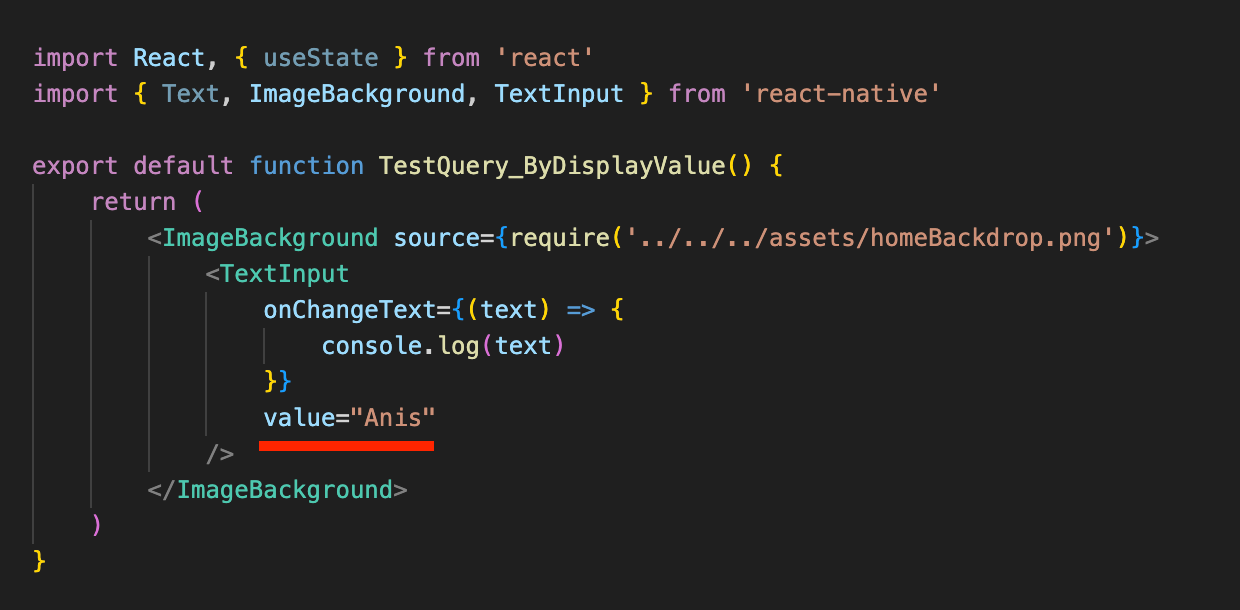 import React, { useState } from 'react'
import { Text, ImageBackground, TextInput } from 'react-native'
export default function TestQuery_ByDisplayValue() {
return (
<ImageBackground source={require('../../../assets/homeBackdrop.png')}>
<TextInput
onChangeText={(text) => {
console.log(text)
}}
value="Anis"
/>
</ImageBackground>
)
}